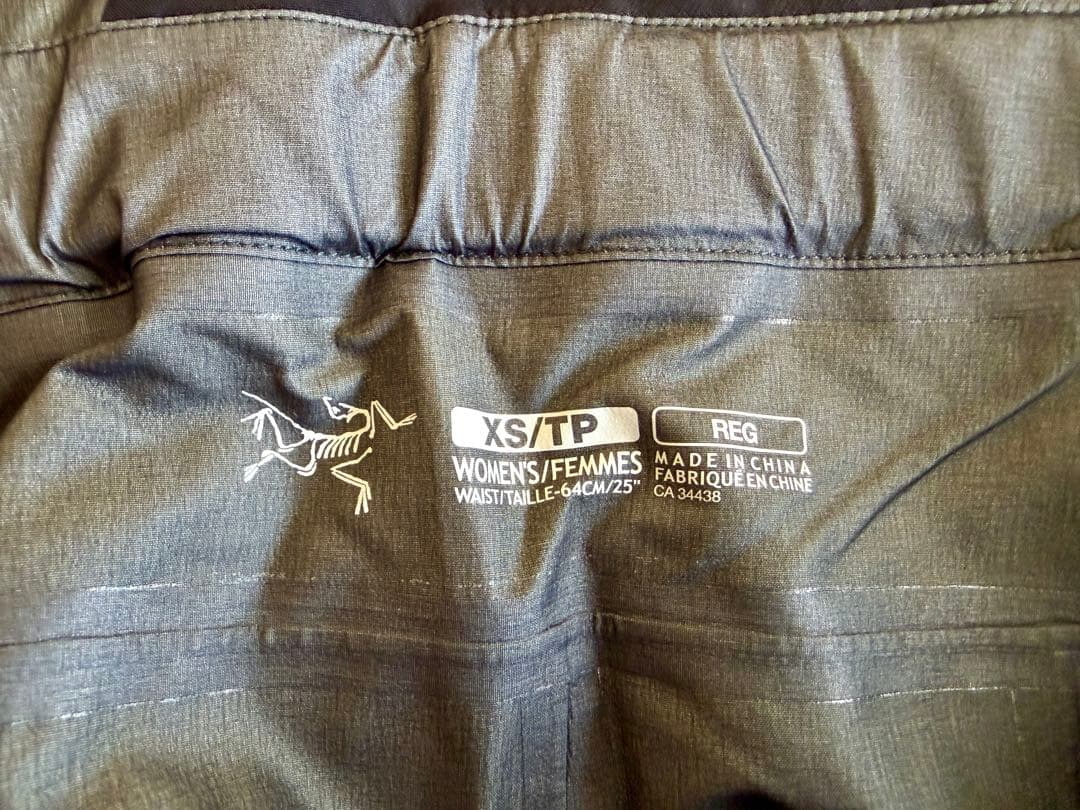 XS/TP
WOMEN'S/FEMMES
WAIST/TAILLE-64CM/25"
REG
MADE IN CHINA
FABRIQUÉ EN CHINE
CA 34438